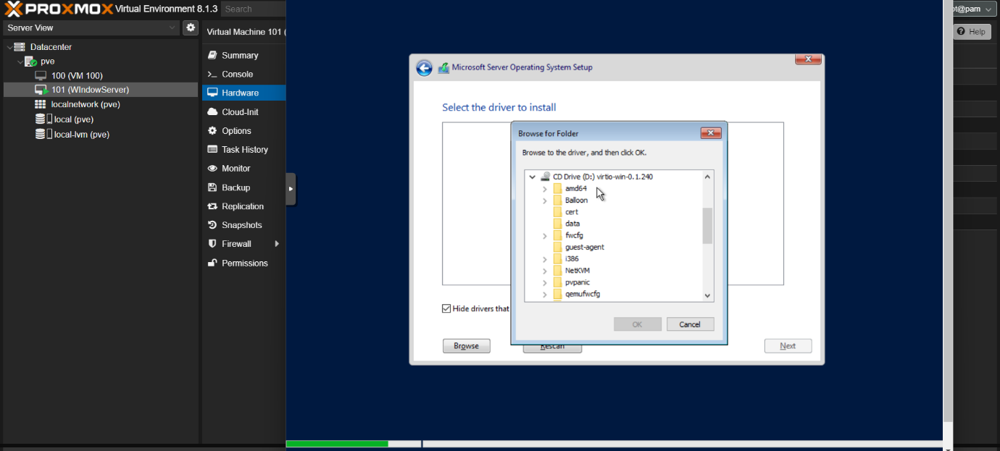 PROXMOX Virtual Environment 8.1.3 Search
t@pam
Server View
Virtual Machine 101 (
Help
Datacenter
pve
100 (VM 100)
101 (WIndowServer)
localnetwork (pve)
local (pve)
local-lvm (pve)
Summary
Console
Hardware
Cloud-Init
Options
Task History
Monitor
Backup
Replication
Snapshots
Firewall
Permissions
Microsoft Server Operating System Setup
Select the driver to install
Browse for Folder
Browse to the driver, and then click OK.
CD Drive (D:) virtio-win-0.1.240
amd64
Balloon
cert
data
fwcfg
guest-agent
i386
NetKVM
pvpanic
qemufwcfg
OK
Cancel
Hide drivers that
Browse
Rescan
Next